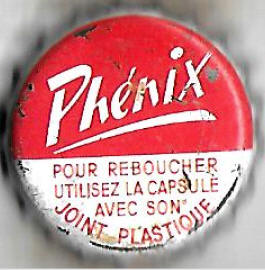 Phénix
POUR REBOUCHER
UTILISEZ LA CAPSULE
AVEC SON
JOINT PLASTIQUE